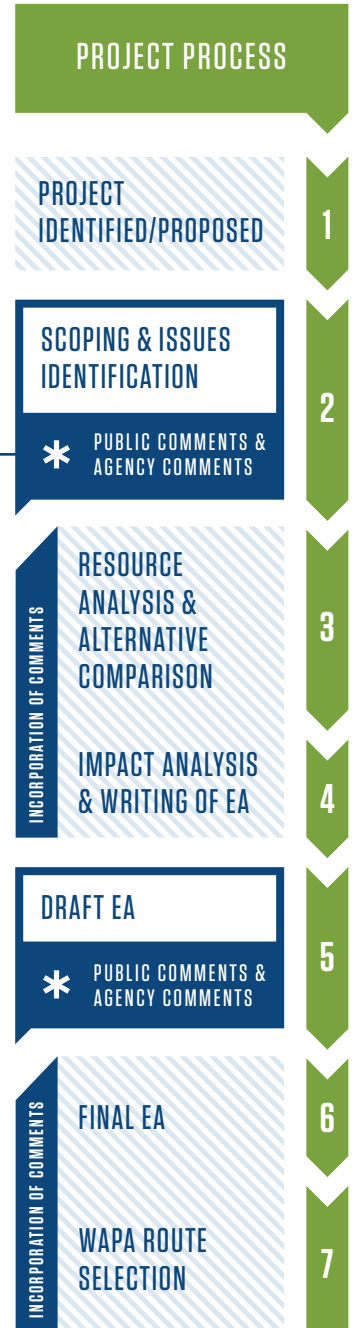 PROJECT PROCESS
PROJECT
IDENTIFIED/PROPOSED
1
SCOPING & ISSUES
IDENTIFICATION
* PUBLIC COMMENTS &
AGENCY COMMENTS
2
INCORPORATION OF COMMENTS
RESOURCE
ANALYSIS &
ALTERNATIVE
COMPARISON
3
IMPACT ANALYSIS
& WRITING OF EA
4
DRAFT EA
* PUBLIC COMMENTS &
AGENCY COMMENTS
5
INCORPORATION OF COMMENTS
FINAL EA
6
WAPA ROUTE
SELECTION
7